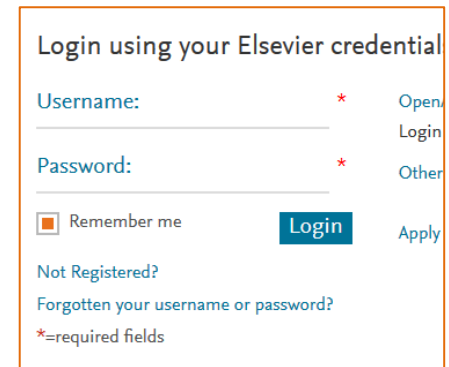 Login using your Elsevier credential
Username: *
Open
Login
Password: *
Other
Remember me
Login
Apply
Not Registered?
Forgotten your username or password?
*=required fields